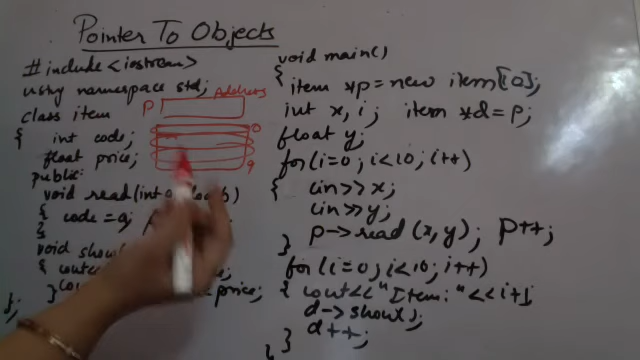 Pointer To Objects
#include <iostream>
using namespace std;
class item
{ int code;
float price;
public:
void read(int
{ code = a;
}
void show
{ cout<<
}
price;
};
P
Address
0
9
void main()
{
item *p = new item[10];
int x, i; item *d = p;
float y;
for(i=0; i<10; i++)
{ cin>>x;
cin>>y;
p->read (x,y); p++;
}
for (i=0; i<10; i++)
{ cout<<"Item: "<<i+1
d->show();
d++;
}
}